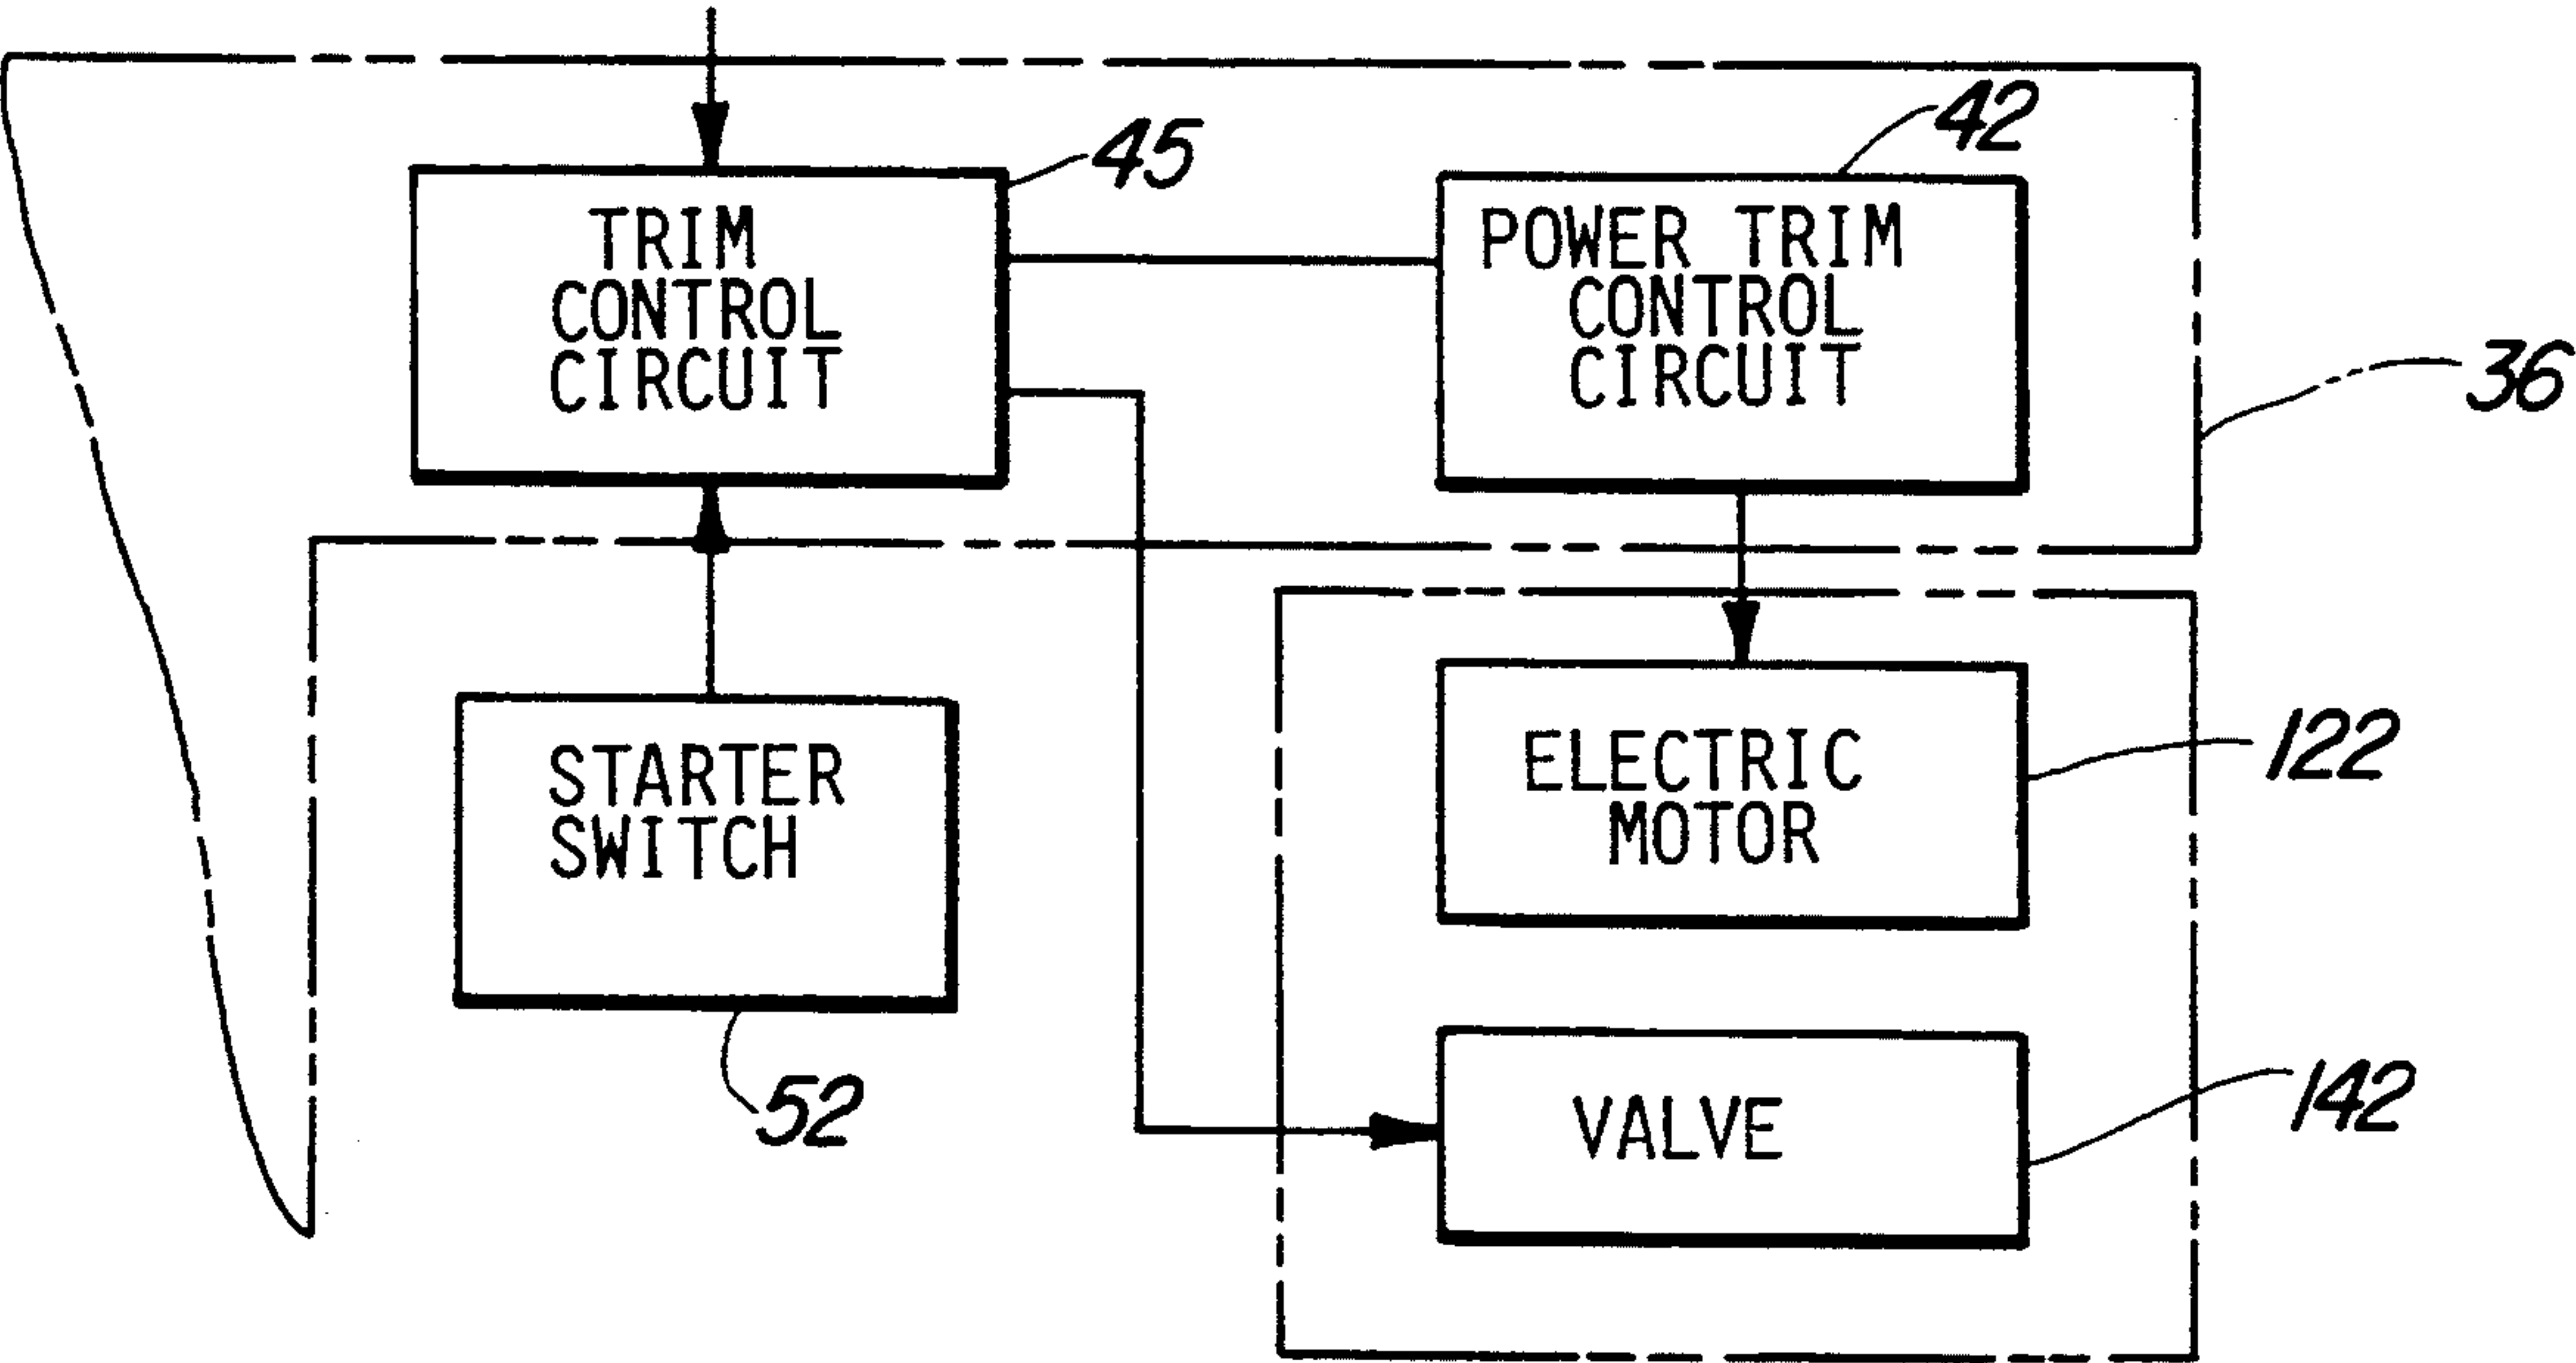 45
42
TRIM
CONTROL
CIRCUIT
POWER TRIM
CONTROL
CIRCUIT
36
STARTER
SWITCH
52
ELECTRIC
MOTOR
122
VALVE
142